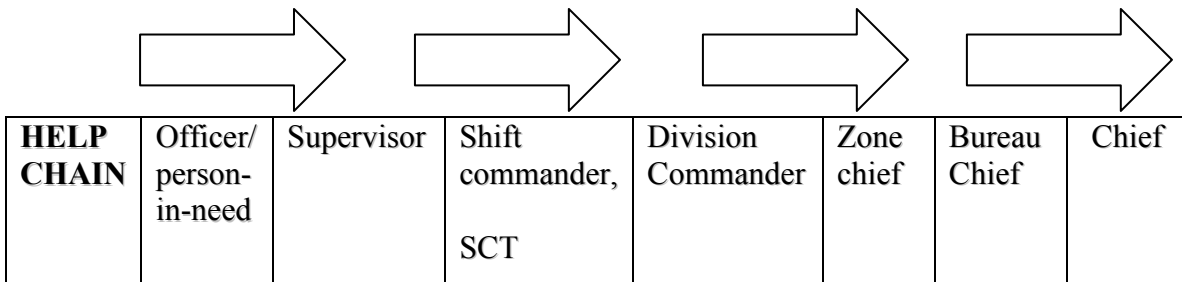 HELP CHAIN
Officer/ person-in-need
Supervisor
Shift commander,
SCT
Division Commander
Zone chief
Bureau Chief
Chief